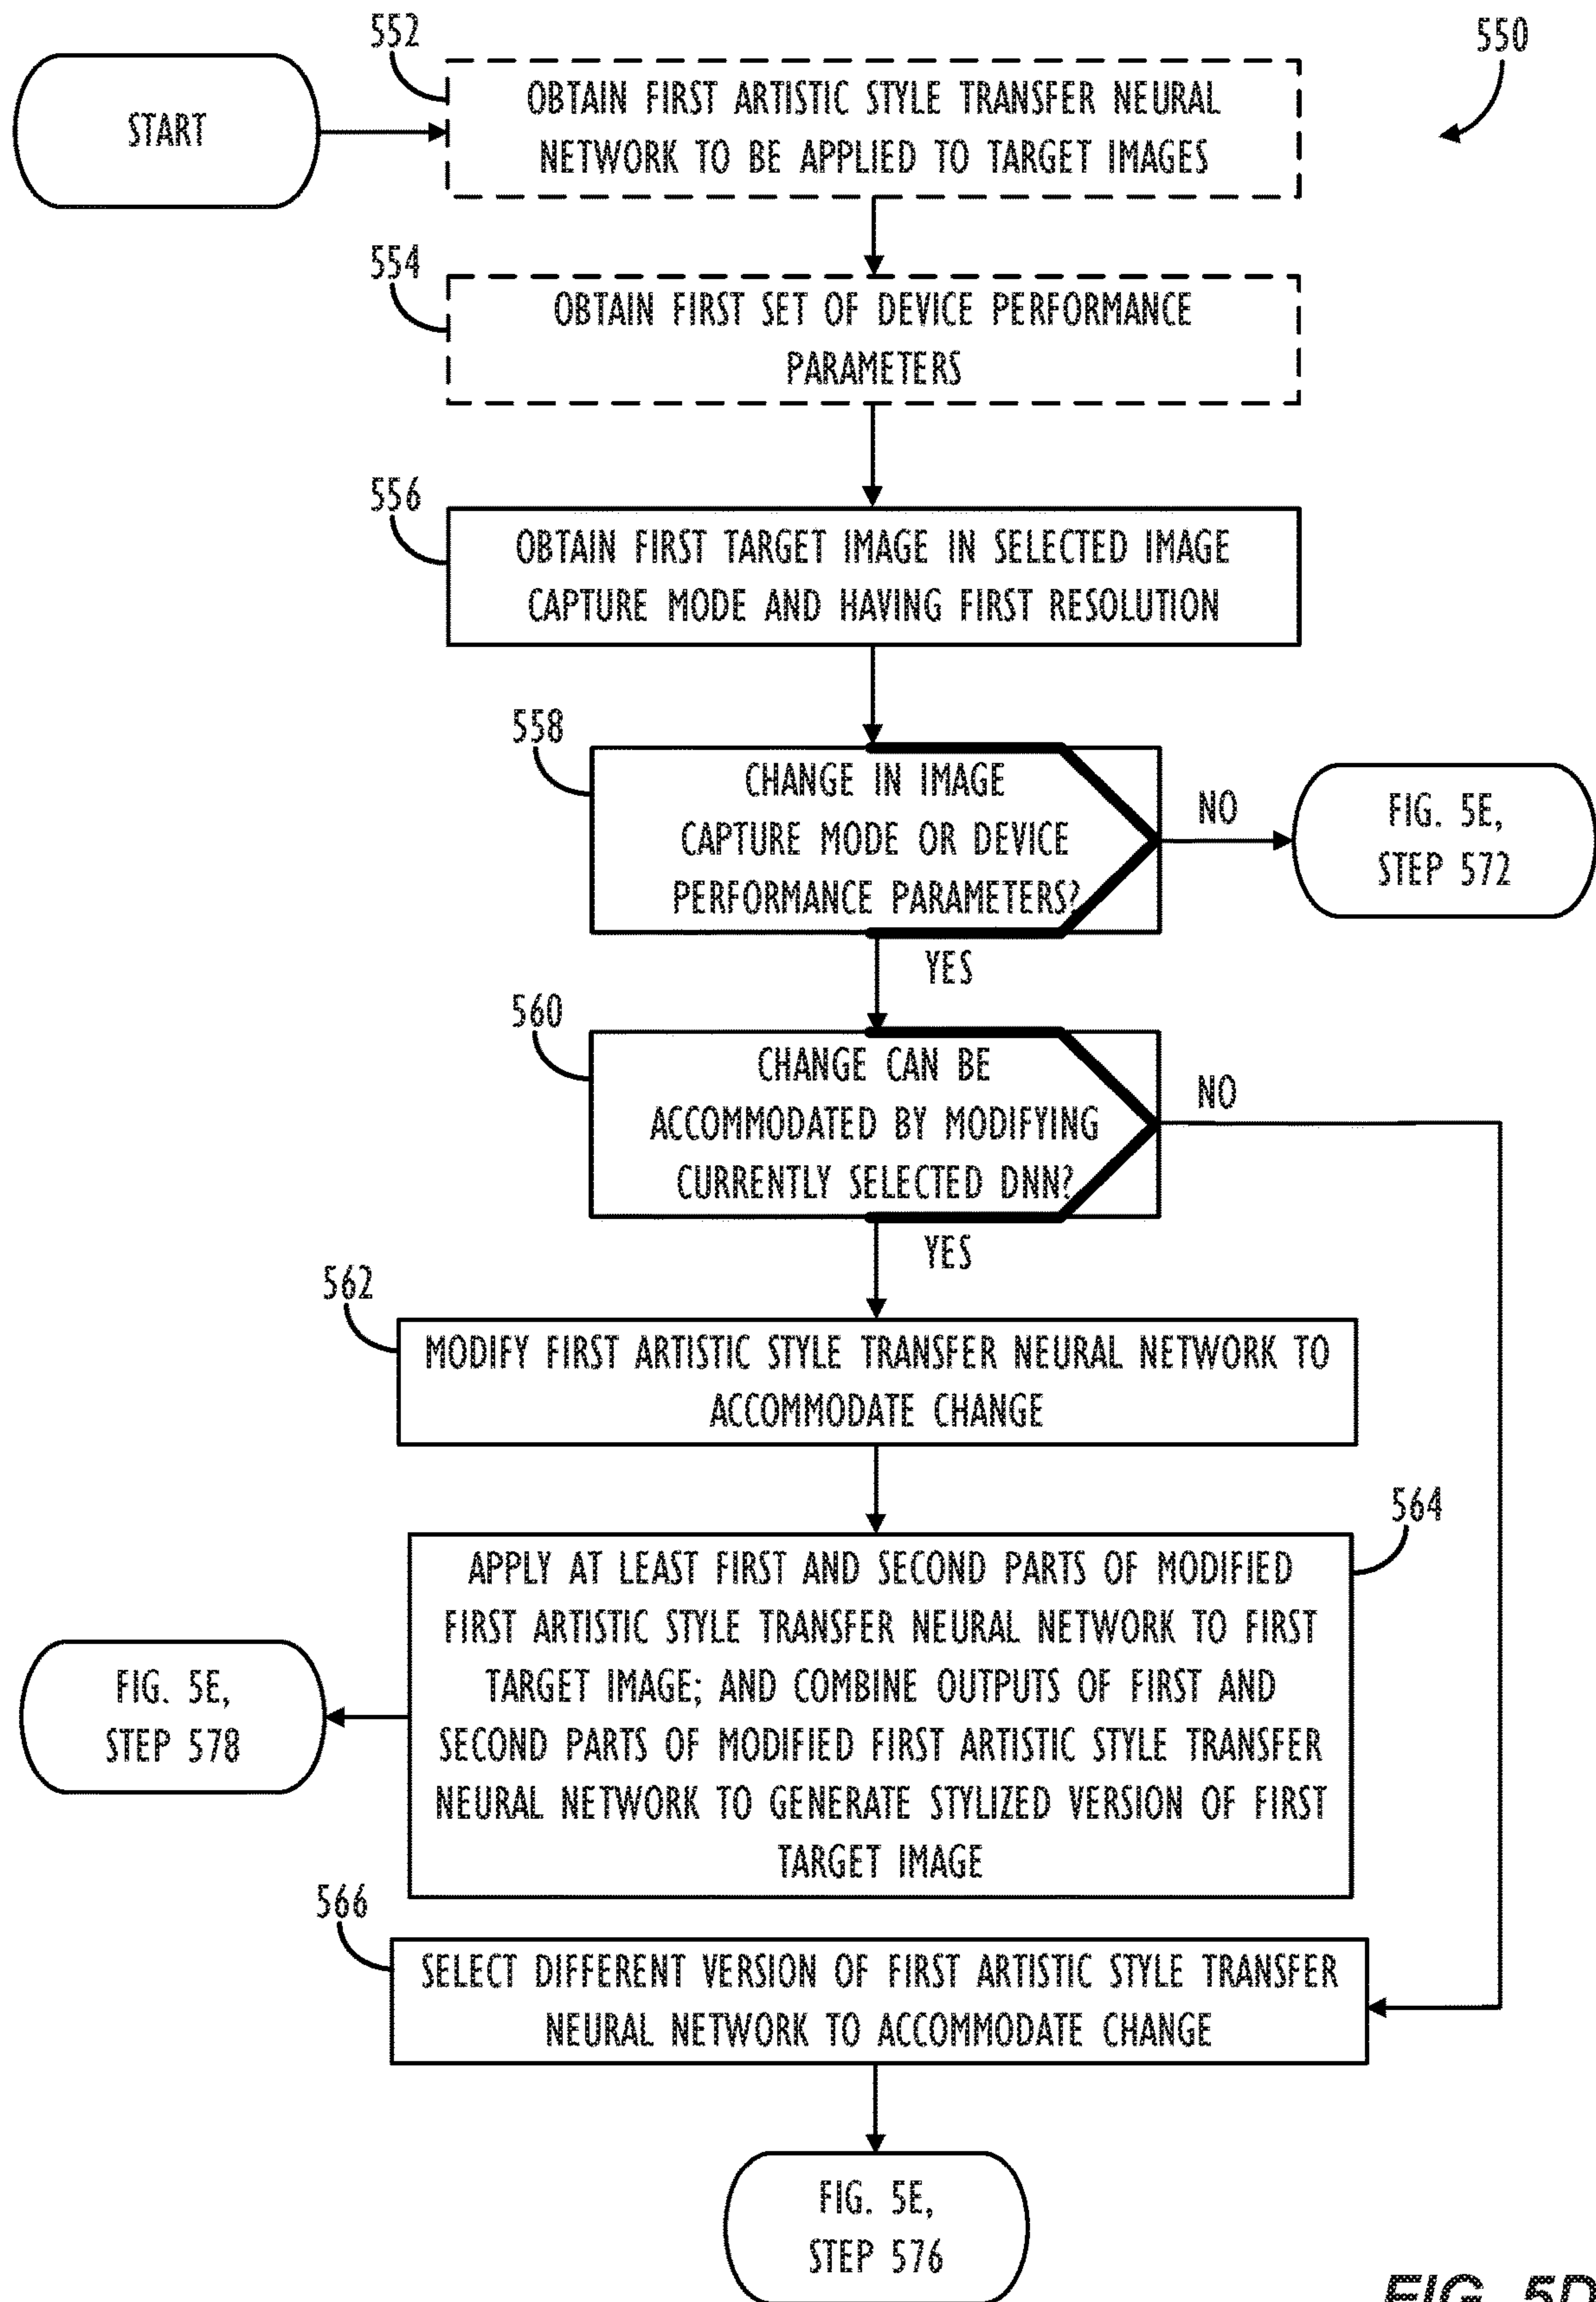 552
550
START
OBTAIN FIRST ARTISTIC STYLE TRANSFER NEURAL
NETWORK TO BE APPLIED TO TARGET IMAGES
554
OBTAIN FIRST SET OF DEVICE PERFORMANCE
PARAMETERS
556
OBTAIN FIRST TARGET IMAGE IN SELECTED IMAGE
CAPTURE MODE AND HAVING FIRST RESOLUTION
558
CHANGE IN IMAGE
CAPTURE MODE OR DEVICE
PERFORMANCE PARAMETERS?
NO
FIG. 5E,
STEP 572
YES
560
CHANGE CAN BE
ACCOMMODATED BY MODIFYING
CURRENTLY SELECTED DNN?
NO
YES
562
MODIFY FIRST ARTISTIC STYLE TRANSFER NEURAL NETWORK TO
ACCOMMODATE CHANGE
564
APPLY AT LEAST FIRST AND SECOND PARTS OF MODIFIED
FIRST ARTISTIC STYLE TRANSFER NEURAL NETWORK TO FIRST
TARGET IMAGE; AND COMBINE OUTPUTS OF FIRST AND
SECOND PARTS OF MODIFIED FIRST ARTISTIC STYLE TRANSFER
NEURAL NETWORK TO GENERATE STYLIZED VERSION OF FIRST
TARGET IMAGE
FIG. 5E,
STEP 578
566
SELECT DIFFERENT VERSION OF FIRST ARTISTIC STYLE TRANSFER
NEURAL NETWORK TO ACCOMMODATE CHANGE
FIG. 5E,
STEP 576
FIG. 5D